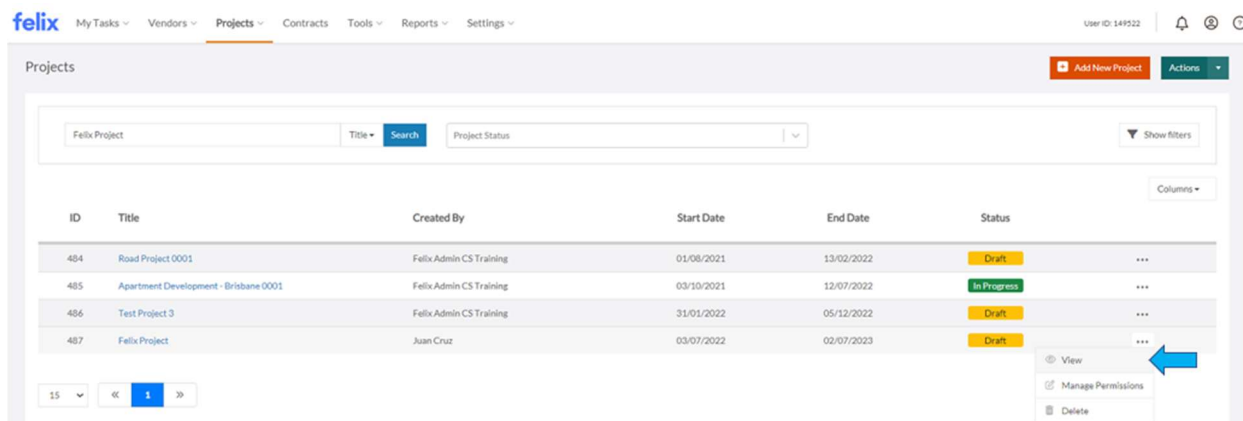 felix My Tasks Vendors Projects Contracts Tools Reports Settings User ID: 149522
Projects Add New Project Actions
Felix Project Title Search Project Status Show filters
Columns
ID Title Created By Start Date End Date Status
484 Road Project 0001 Felix Admin CS Training 01/08/2021 13/02/2022 Draft
485 Apartment Development - Brisbane 0001 Felix Admin CS Training 03/10/2021 12/07/2022 In Progress
486 Test Project 3 Felix Admin CS Training 31/01/2022 05/12/2022 Draft
487 Felix Project Juan Cruz 03/07/2022 02/07/2023 Draft
View
15 « 1 » Manage Permissions
Delete